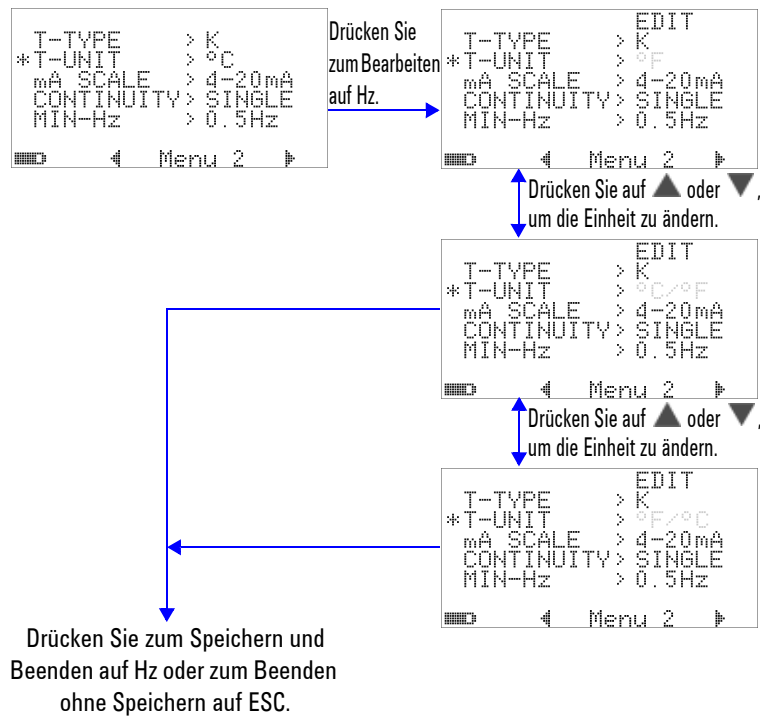 T-TYPE > K
*T-UNIT > °C
mA SCALE > 4-20mA
CONTINUITY> SINGLE
MIN-Hz > 0.5Hz
Menu 2
Drücken Sie
zum Bearbeiten
auf Hz.
EDIT
T-TYPE > K
*T-UNIT > °F
mA SCALE > 4-20mA
CONTINUITY> SINGLE
MIN-Hz > 0.5Hz
Menu 2
Drücken Sie auf ▲ oder ▼,
um die Einheit zu ändern.
EDIT
T-TYPE > K
*T-UNIT > °C/°F
mA SCALE > 4-20mA
CONTINUITY> SINGLE
MIN-Hz > 0.5Hz
Menu 2
Drücken Sie auf ▲ oder ▼,
um die Einheit zu ändern.
EDIT
T-TYPE > K
*T-UNIT > °F/°C
mA SCALE > 4-20mA
CONTINUITY> SINGLE
MIN-Hz > 0.5Hz
Menu 2
Drücken Sie zum Speichern und
Beenden auf Hz oder zum Beenden
ohne Speichern auf ESC.